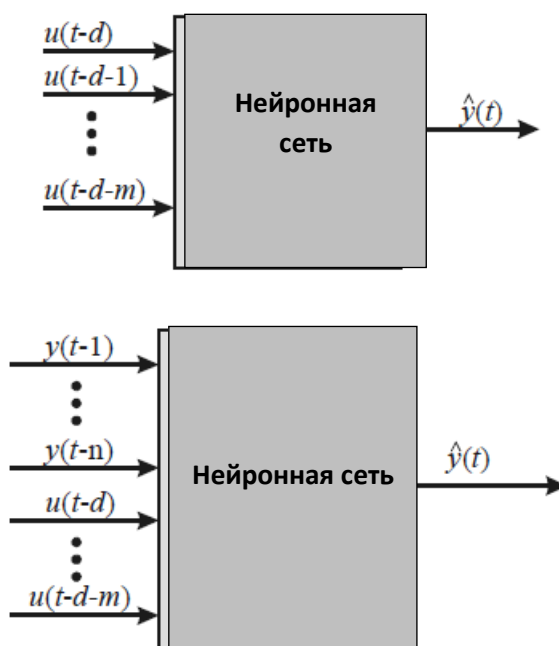 u(t-d)
u(t-d-1)
u(t-d-m)
Нейронная
сеть
ŷ(t)
y(t-1)
y(t-n)
u(t-d)
u(t-d-m)
Нейронная сеть
ŷ(t)